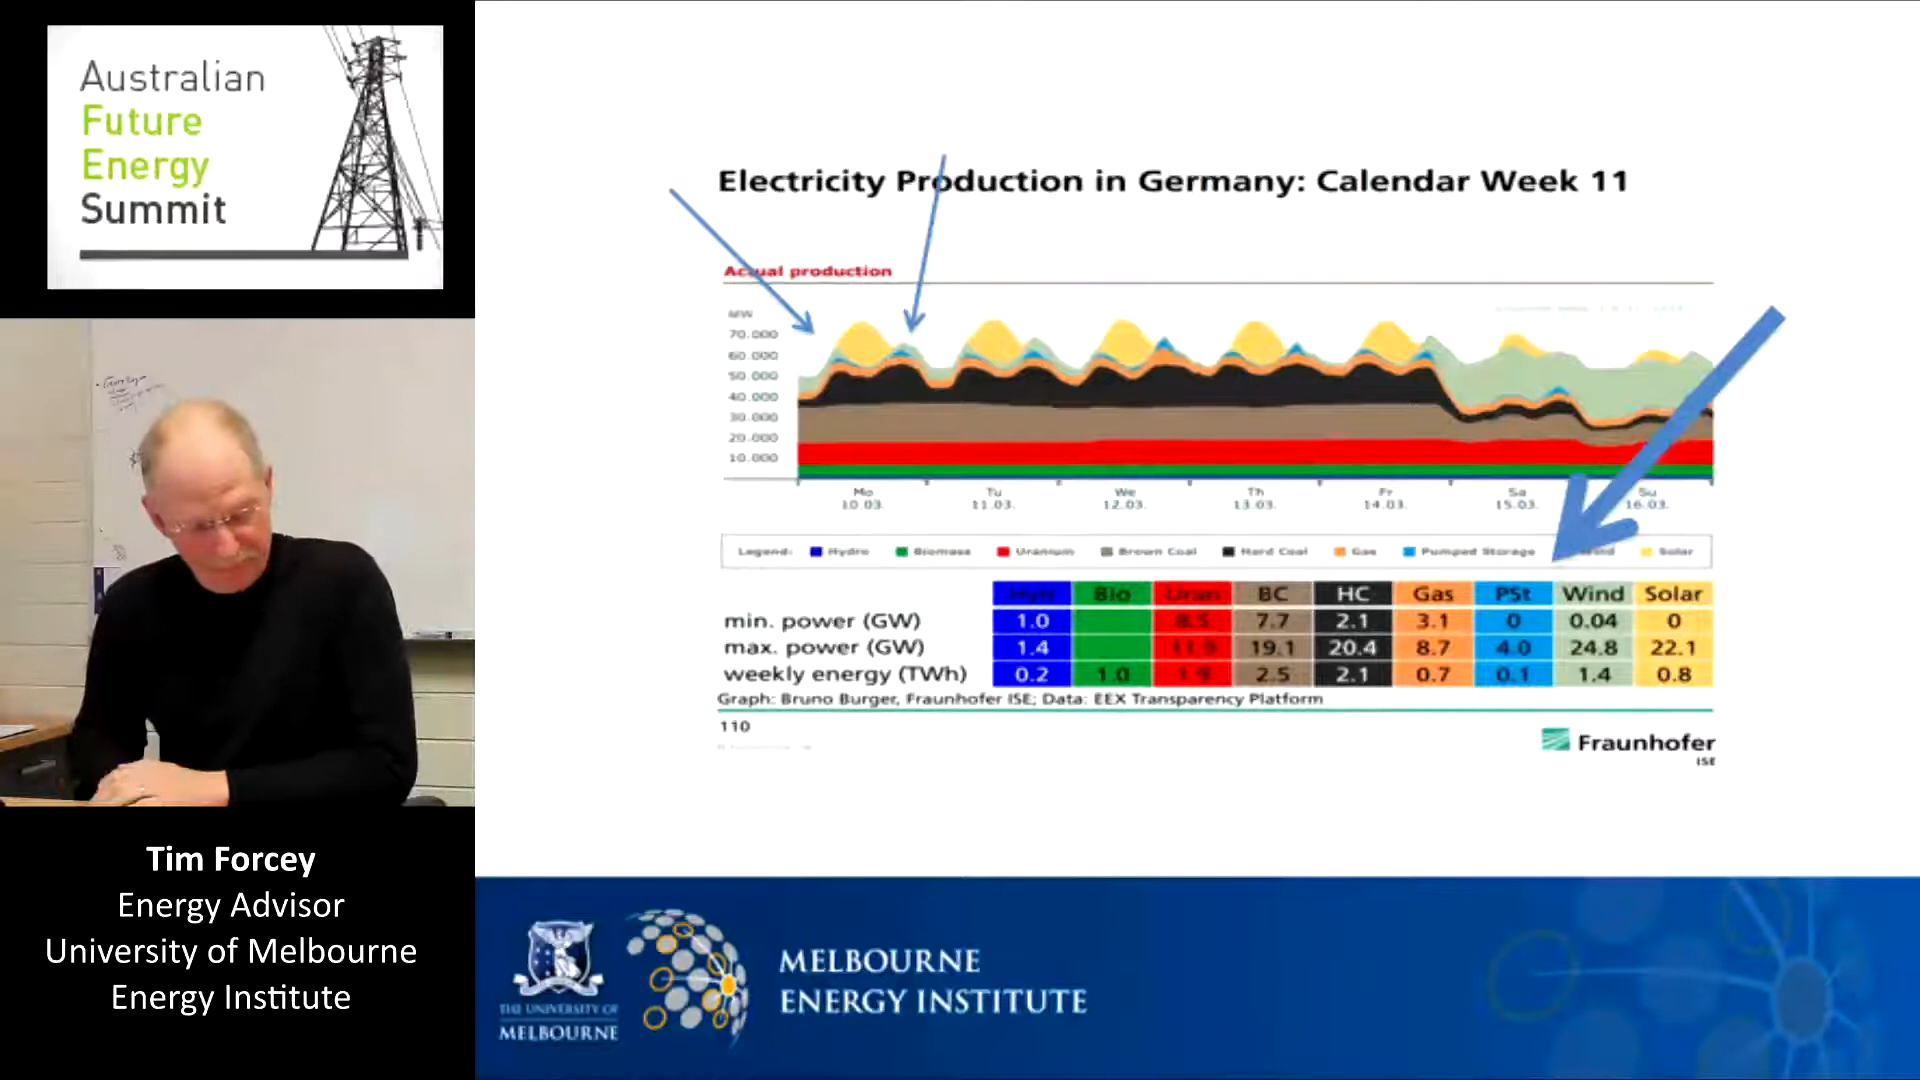 Australian
Future
Energy
Summit
Tim Forcey
Energy Advisor
University of Melbourne
Energy Institute
Electricity Production in Germany: Calendar Week 11
Actual production
MW
70.000
60.000
50.000
40.000
30.000
20.000
10.000
Mo Tu We Th Fr Sa Su
10.03. 11.03. 12.03. 13.03. 14.03. 15.03. 16.03.
Legend: Hydro Biomass Uranium Brown Coal Hard Coal Gas Pumped Storage Wind Solar
Hyd Bio Uran BC HC Gas PSt Wind Solar
min. power (GW) 1.0 8.5 7.7 2.1 3.1 0 0.04 0
max. power (GW) 1.4 11.9 19.1 20.4 8.7 4.0 24.8 22.1
weekly energy (TWh) 0.2 1.0 1.9 2.5 2.1 0.7 0.1 1.4 0.8
Graph: Bruno Burger, Fraunhofer ISE; Data: EEX Transparency Platform
110
Fraunhofer
ISE
THE UNIVERSITY OF
MELBOURNE
MELBOURNE
ENERGY INSTITUTE